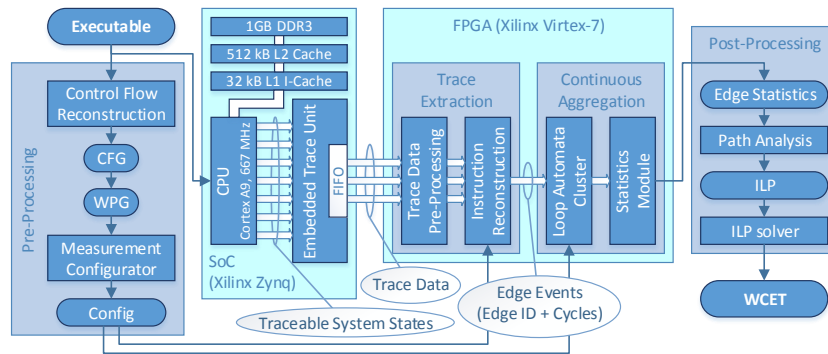 Executable
Pre-Processing
Control Flow
Reconstruction
CFG
WPG
Measurement
Configurator
Config
1GB DDR3
512 kB L2 Cache
32 kB L1 I-Cache
CPU
Cortex A9, 667 MHz
Embedded Trace Unit
FIFO
SoC
(Xilinx Zynq)
Traceable System States
Trace Data
FPGA (Xilinx Virtex-7)
Trace
Extraction
Trace Data
Pre-Processing
Instruction
Reconstruction
Continuous
Aggregation
Loop Automata
Cluster
Statistics
Module
Edge Events
(Edge ID + Cycles)
Post-Processing
Edge Statistics
Path Analysis
ILP
ILP solver
WCET